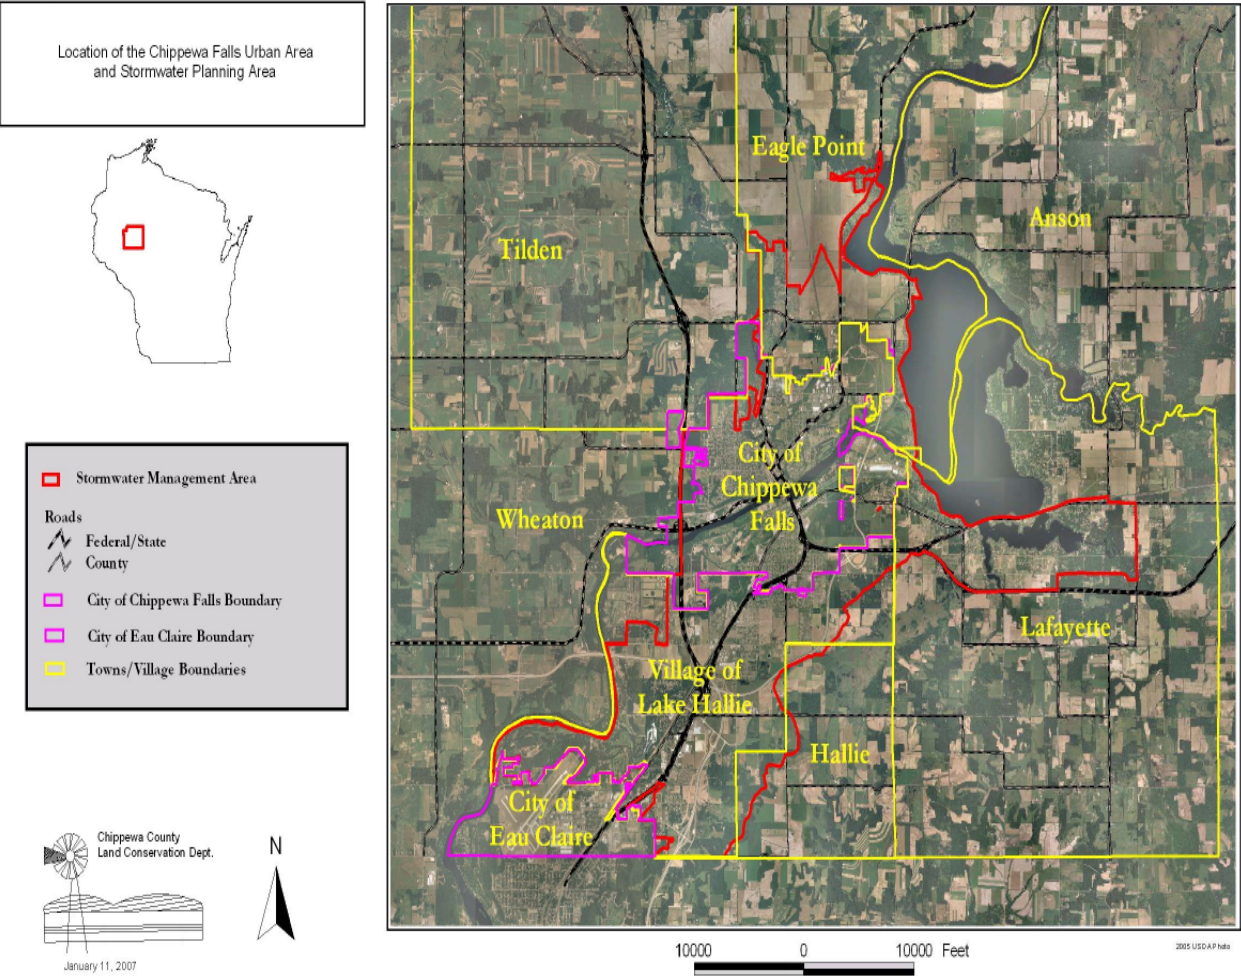 Location of the Chippewa Falls Urban Area
and Stormwater Planning Area
Stormwater Management Area
Roads
Federal/State
County
City of Chippewa Falls Boundary
City of Eau Claire Boundary
Towns/Village Boundaries
Chippewa County
Land Conservation Dept.
January 11, 2007
N
Eagle Point
Anson
Tilden
City of
Chippewa
Falls
Wheaton
Lafayette
Village of
Lake Hallie
Hallie
City of
Eau Claire
10000 0 10000 Feet
2005 USDA Photo